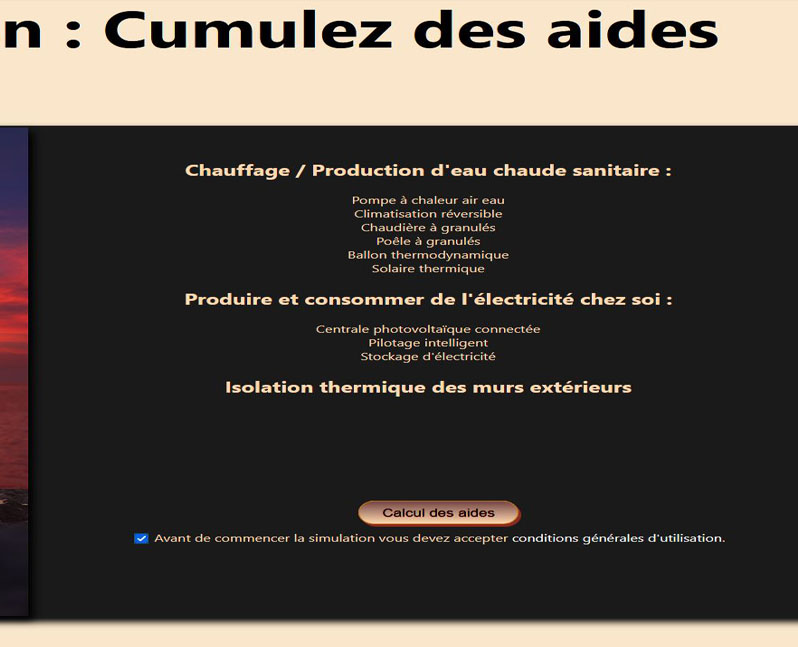 n : Cumulez des aides
Chauffage / Production d'eau chaude sanitaire :
Pompe à chaleur air eau
Climatisation réversible
Chaudière à granulés
Poêle à granulés
Ballon thermodynamique
Solaire thermique
Produire et consommer de l'électricité chez soi :
Centrale photovoltaïque connectée
Pilotage intelligent
Stockage d'électricité
Isolation thermique des murs extérieurs
Calcul des aides
Avant de commencer la simulation vous devez accepter conditions générales d'utilisation.